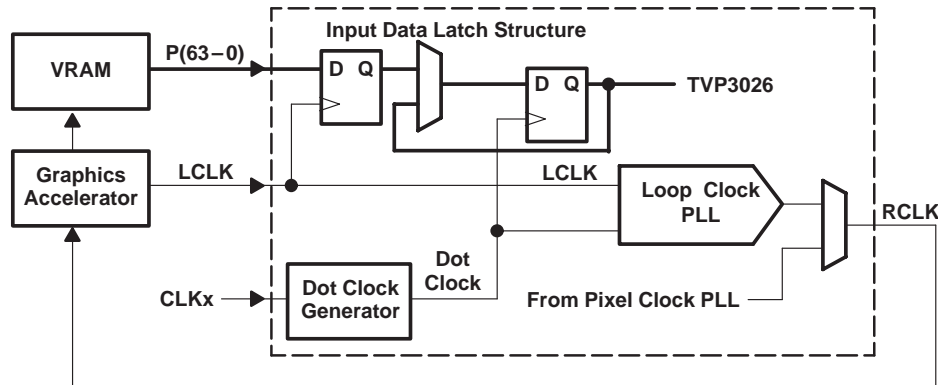 Input Data Latch Structure
VRAM
P(63–0)
D Q
D Q
TVP3026
Graphics
Accelerator
LCLK
LCLK
Loop Clock
PLL
RCLK
Dot
Clock
CLKx
Dot Clock
Generator
From Pixel Clock PLL